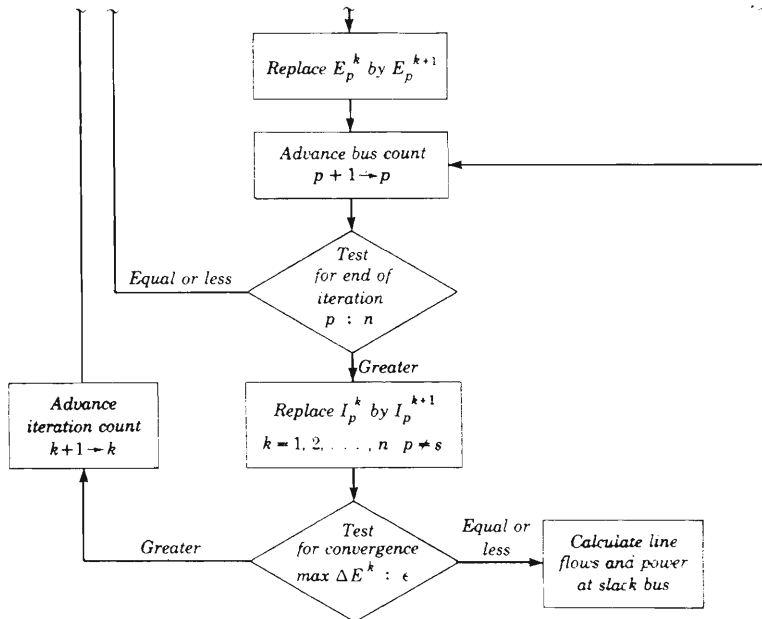 Replace E_p^k by E_p^{k+1}
Advance bus count
p + 1 → p
Test
for end of
iteration
p : n
Equal or less
Greater
Advance
iteration count
k+1 → k
Replace I_p^k by I_p^{k+1}
k = 1, 2, . . . , n p ≠ s
Test
for convergence
max ΔE^k : ϵ
Greater
Equal or
less
Calculate line
flows and power
at slack bus